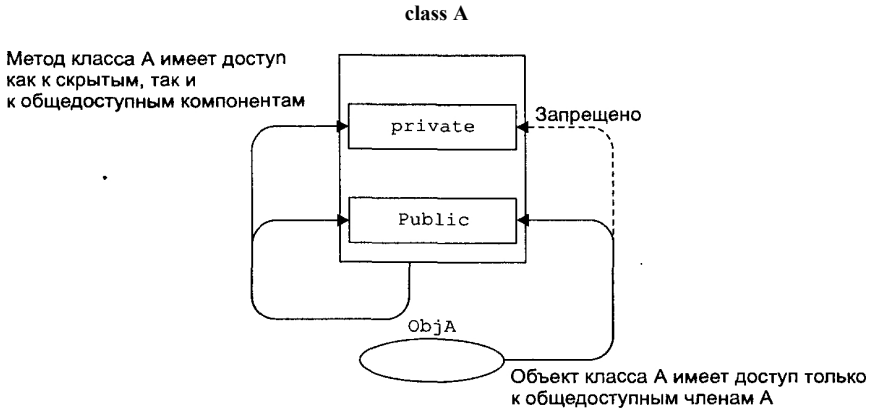 class A
Метод класса А имеет доступ
как к скрытым, так и
к общедоступным компонентам
Запрещено
private
Public
ObjA
Объект класса А имеет доступ только
к общедоступным членам А